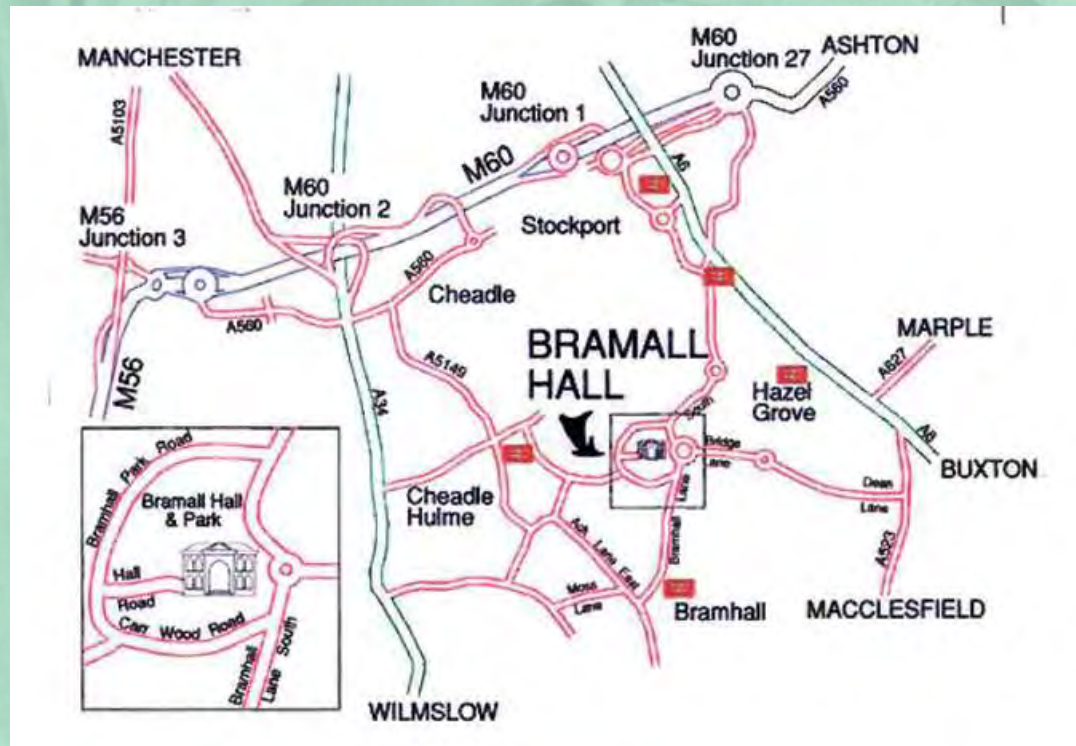 MANCHESTER
M60
Junction 27
ASHTON
A560
A5103
M60
Junction 1
M60
A6
M60
Junction 2
M56
Junction 3
Stockport
A560
Cheadle
A560
M56
BRAMALL
HALL
MARPLE
A627
A5149
A34
Hazel
Grove
South
A6
BUXTON
Bridge
Lane
Dean
Lane
Cheadle
Hulme
Lane
Bramhall
Ack Lane East
A523
Moss
Lane
Bramhall
MACCLESFIELD
WILMSLOW
Bramhall Park Road
Bramall Hall
& Park
Hall
Road
Carr Wood Road
Bramhall
Lane South